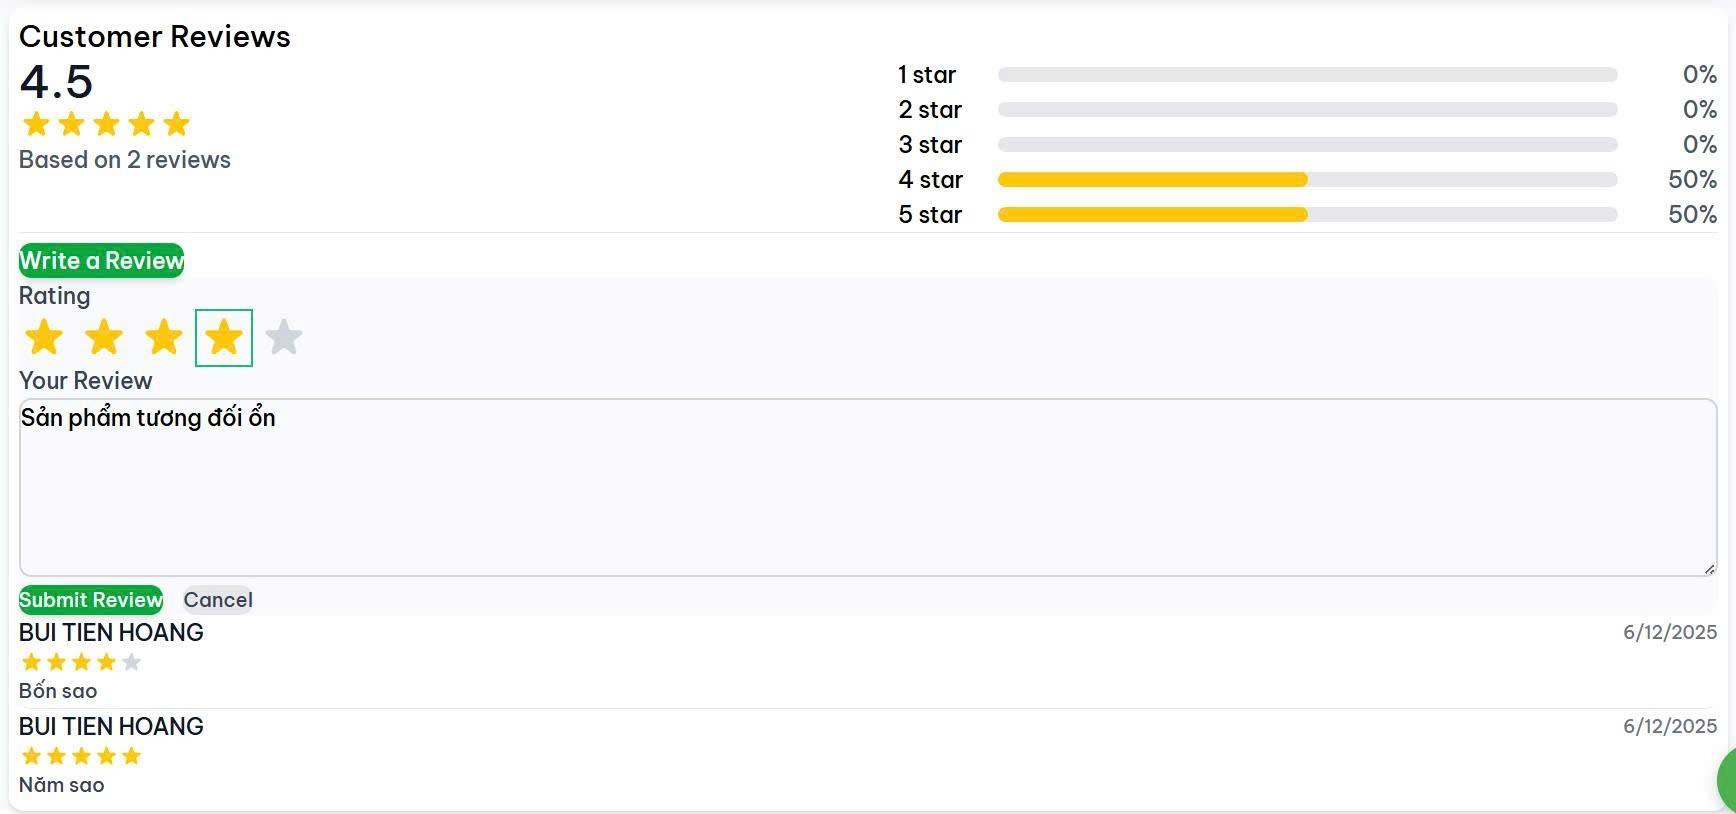 Customer Reviews
4.5
Based on 2 reviews
1 star 0%
2 star 0%
3 star 0%
4 star 50%
5 star 50%
Write a Review
Rating
Your Review
Sản phẩm tương đối ổn
Submit Review Cancel
BUI TIEN HOANG 6/12/2025
Bốn sao
BUI TIEN HOANG 6/12/2025
Năm sao